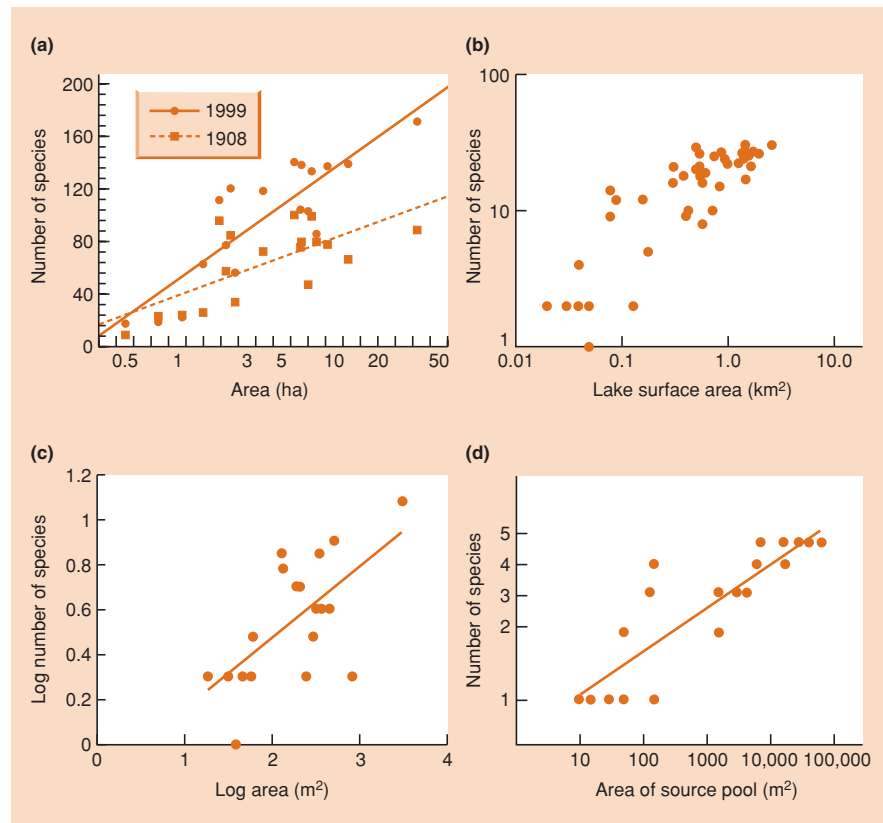 (a)
Number of species
200
160
120
80
40
0
1999
1908
0.5 1 3 5 10 20 50
Area (ha)
(b)
Number of species
100
10
1
0.01 0.1 1.0 10.0
Lake surface area (km²)
(c)
Log number of species
1.2
1
0.8
0.6
0.4
0.2
0
0 1 2 3 4
Log area (m²)
(d)
Number of species
5
4
3
2
1
10 100 1000 10,000 100,000
Area of source pool (m²)